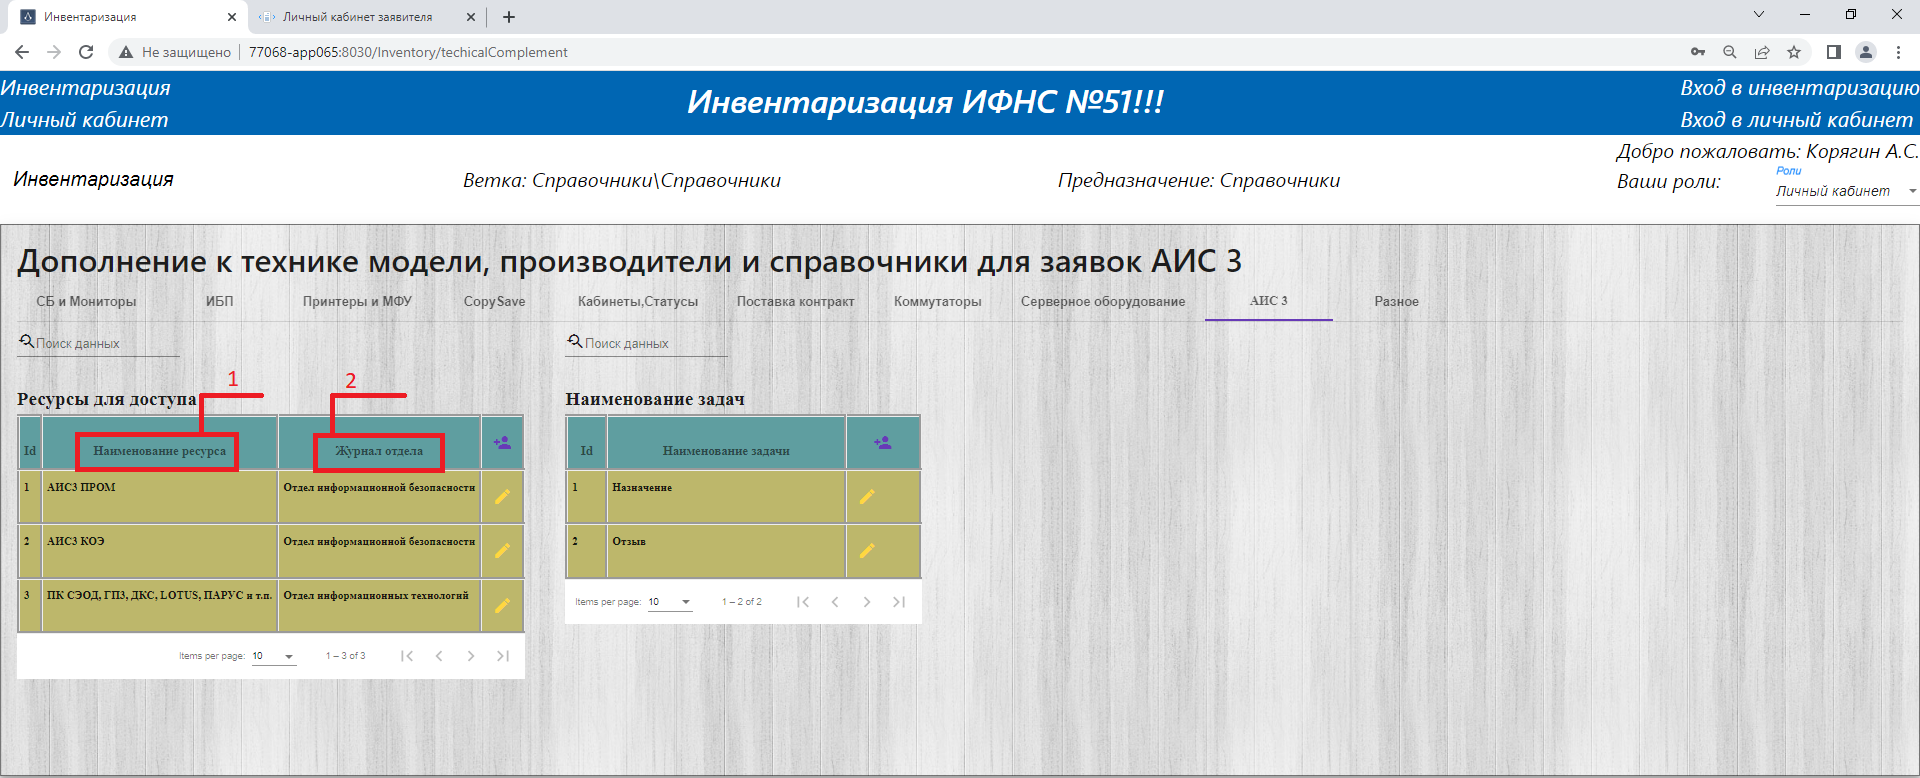 Инвентаризация
Личный кабинет заявителя
Не защищено
77068-app065:8030/Inventory/techicalComplement
Инвентаризация
Личный кабинет
Инвентаризация ИФНС №51!!!
Вход в инвентаризацию
Вход в личный кабинет
Добро пожаловать: Корягин А.С.
Инвентаризация
Ветка: Справочники\Справочники
Предназначение: Справочники
Ваши роли:
Роли
Личный кабинет
Дополнение к технике модели, производители и справочники для заявок АИС 3
СБ и Мониторы
ИБП
Принтеры и МФУ
CopySave
Кабинеты,Статусы
Поставка контракт
Коммутаторы
Серверное оборудование
АИС 3
Разное
Поиск данных
Поиск данных
1
2
Ресурсы для доступа
Id
Наименование ресурса
Журнал отдела
1
АИС3 ПРОМ
Отдел информационной безопасности
2
АИС3 КОЭ
Отдел информационной безопасности
3
ПК СЭОД, ГП3, ДКС, LOTUS, ПАРУС и т.п.
Отдел информационных технологий
Items per page:
10
1 – 3 of 3
Наименование задач
Id
Наименование задачи
1
Назначение
2
Отзыв
Items per page:
10
1 – 2 of 2